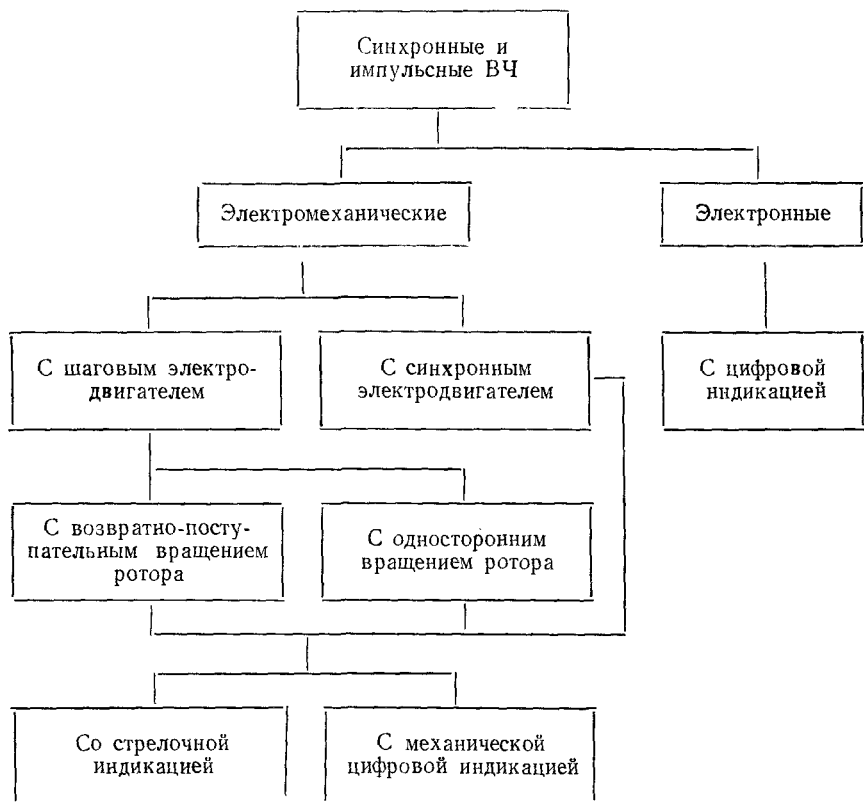 Синхронные и
импульсные ВЧ
Электромеханические
Электронные
С шаговым электро-
двигателем
С синхронным
электродвигателем
С цифровой
индикацией
С возвратно-посту-
пательным вращением
ротора
С односторонним
вращением ротора
Со стрелочной
индикацией
С механической
цифровой индикацией